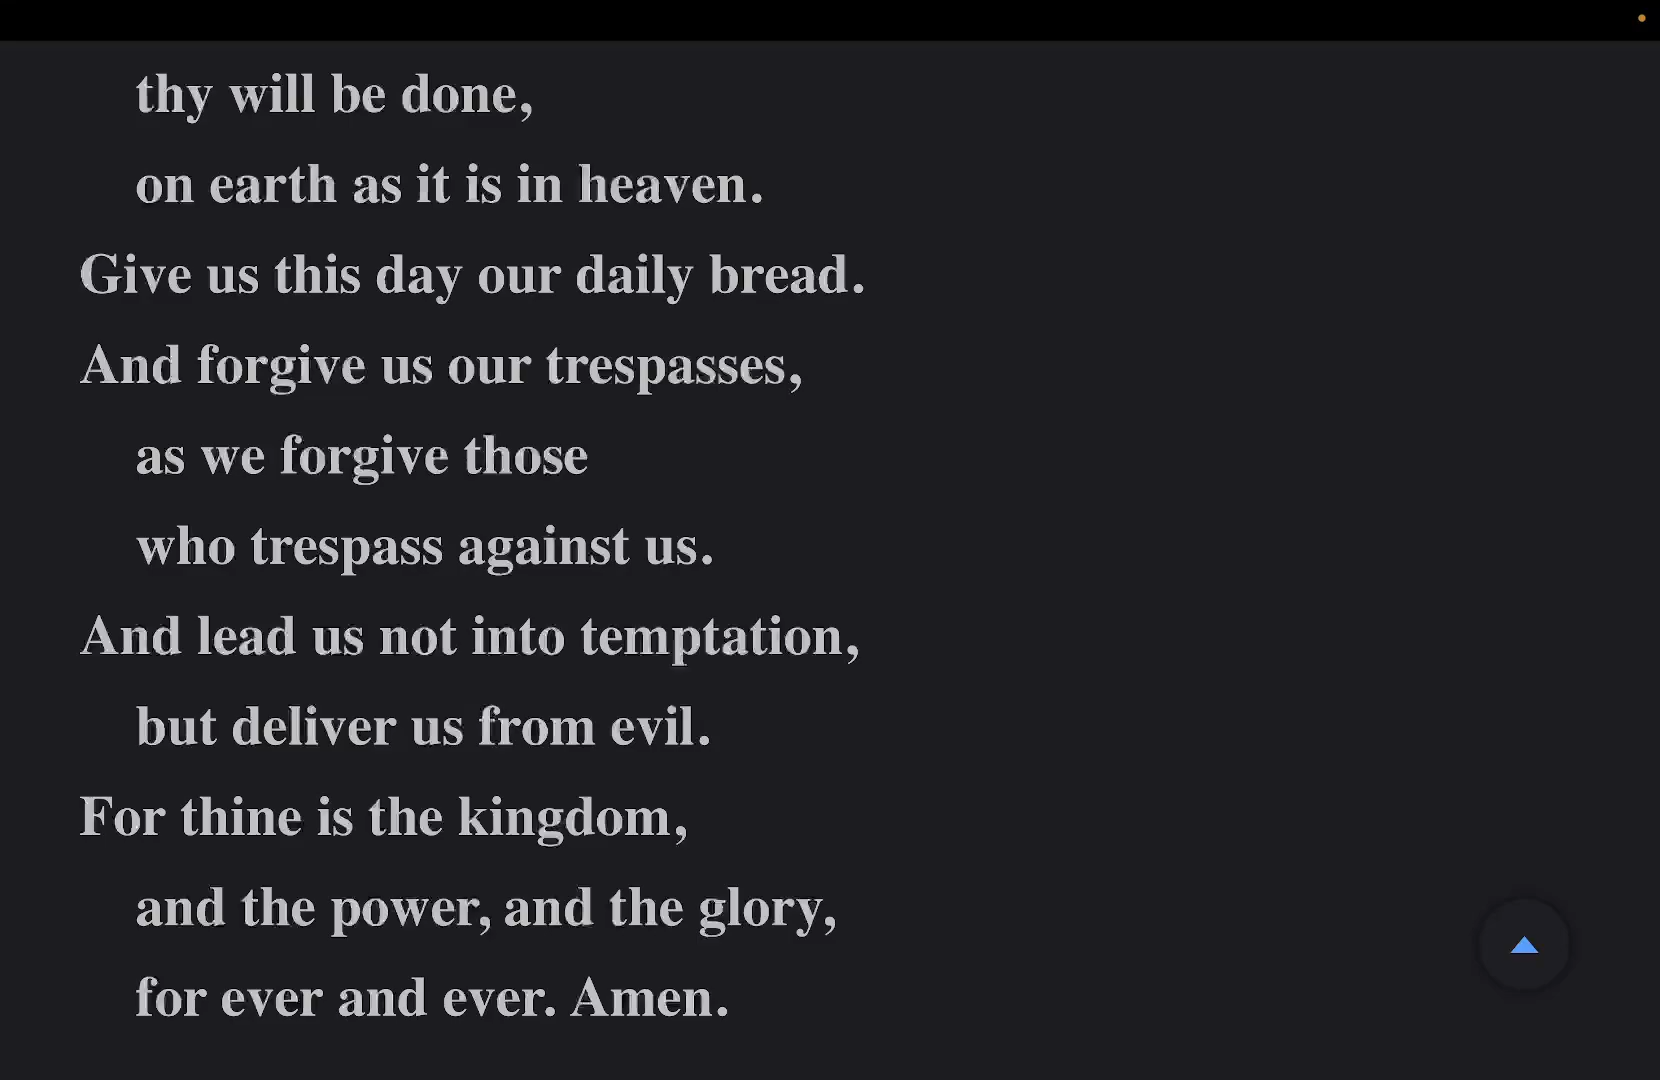 thy will be done,
on earth as it is in heaven.
Give us this day our daily bread.
And forgive us our trespasses,
as we forgive those
who trespass against us.
And lead us not into temptation,
but deliver us from evil.
For thine is the kingdom,
and the power, and the glory,
for ever and ever. Amen.